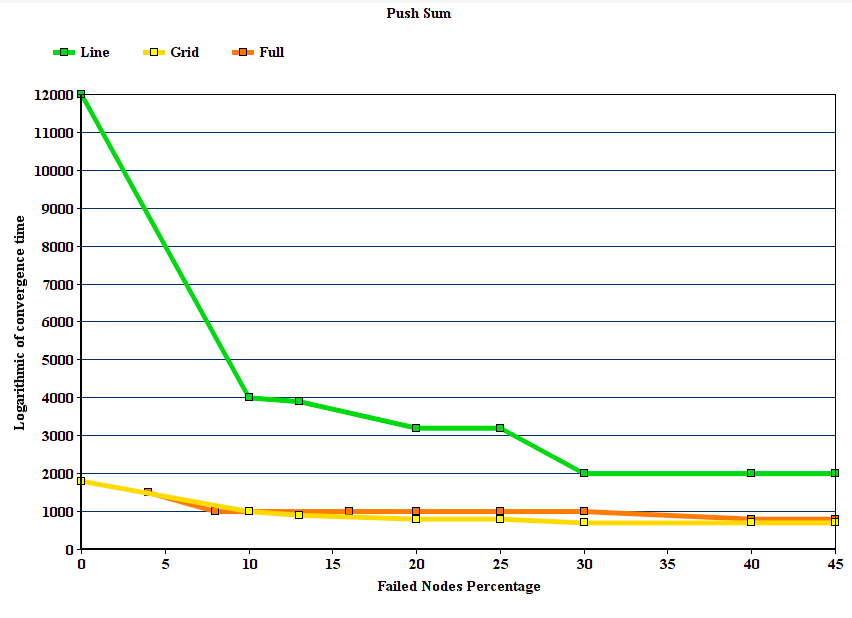 Push Sum
Line Grid Full
12000
11000
10000
9000
8000
7000
6000
5000
4000
3000
2000
1000
0
Logarithmic of convergence time
0 5 10 15 20 25 30 35 40 45
Failed Nodes Percentage